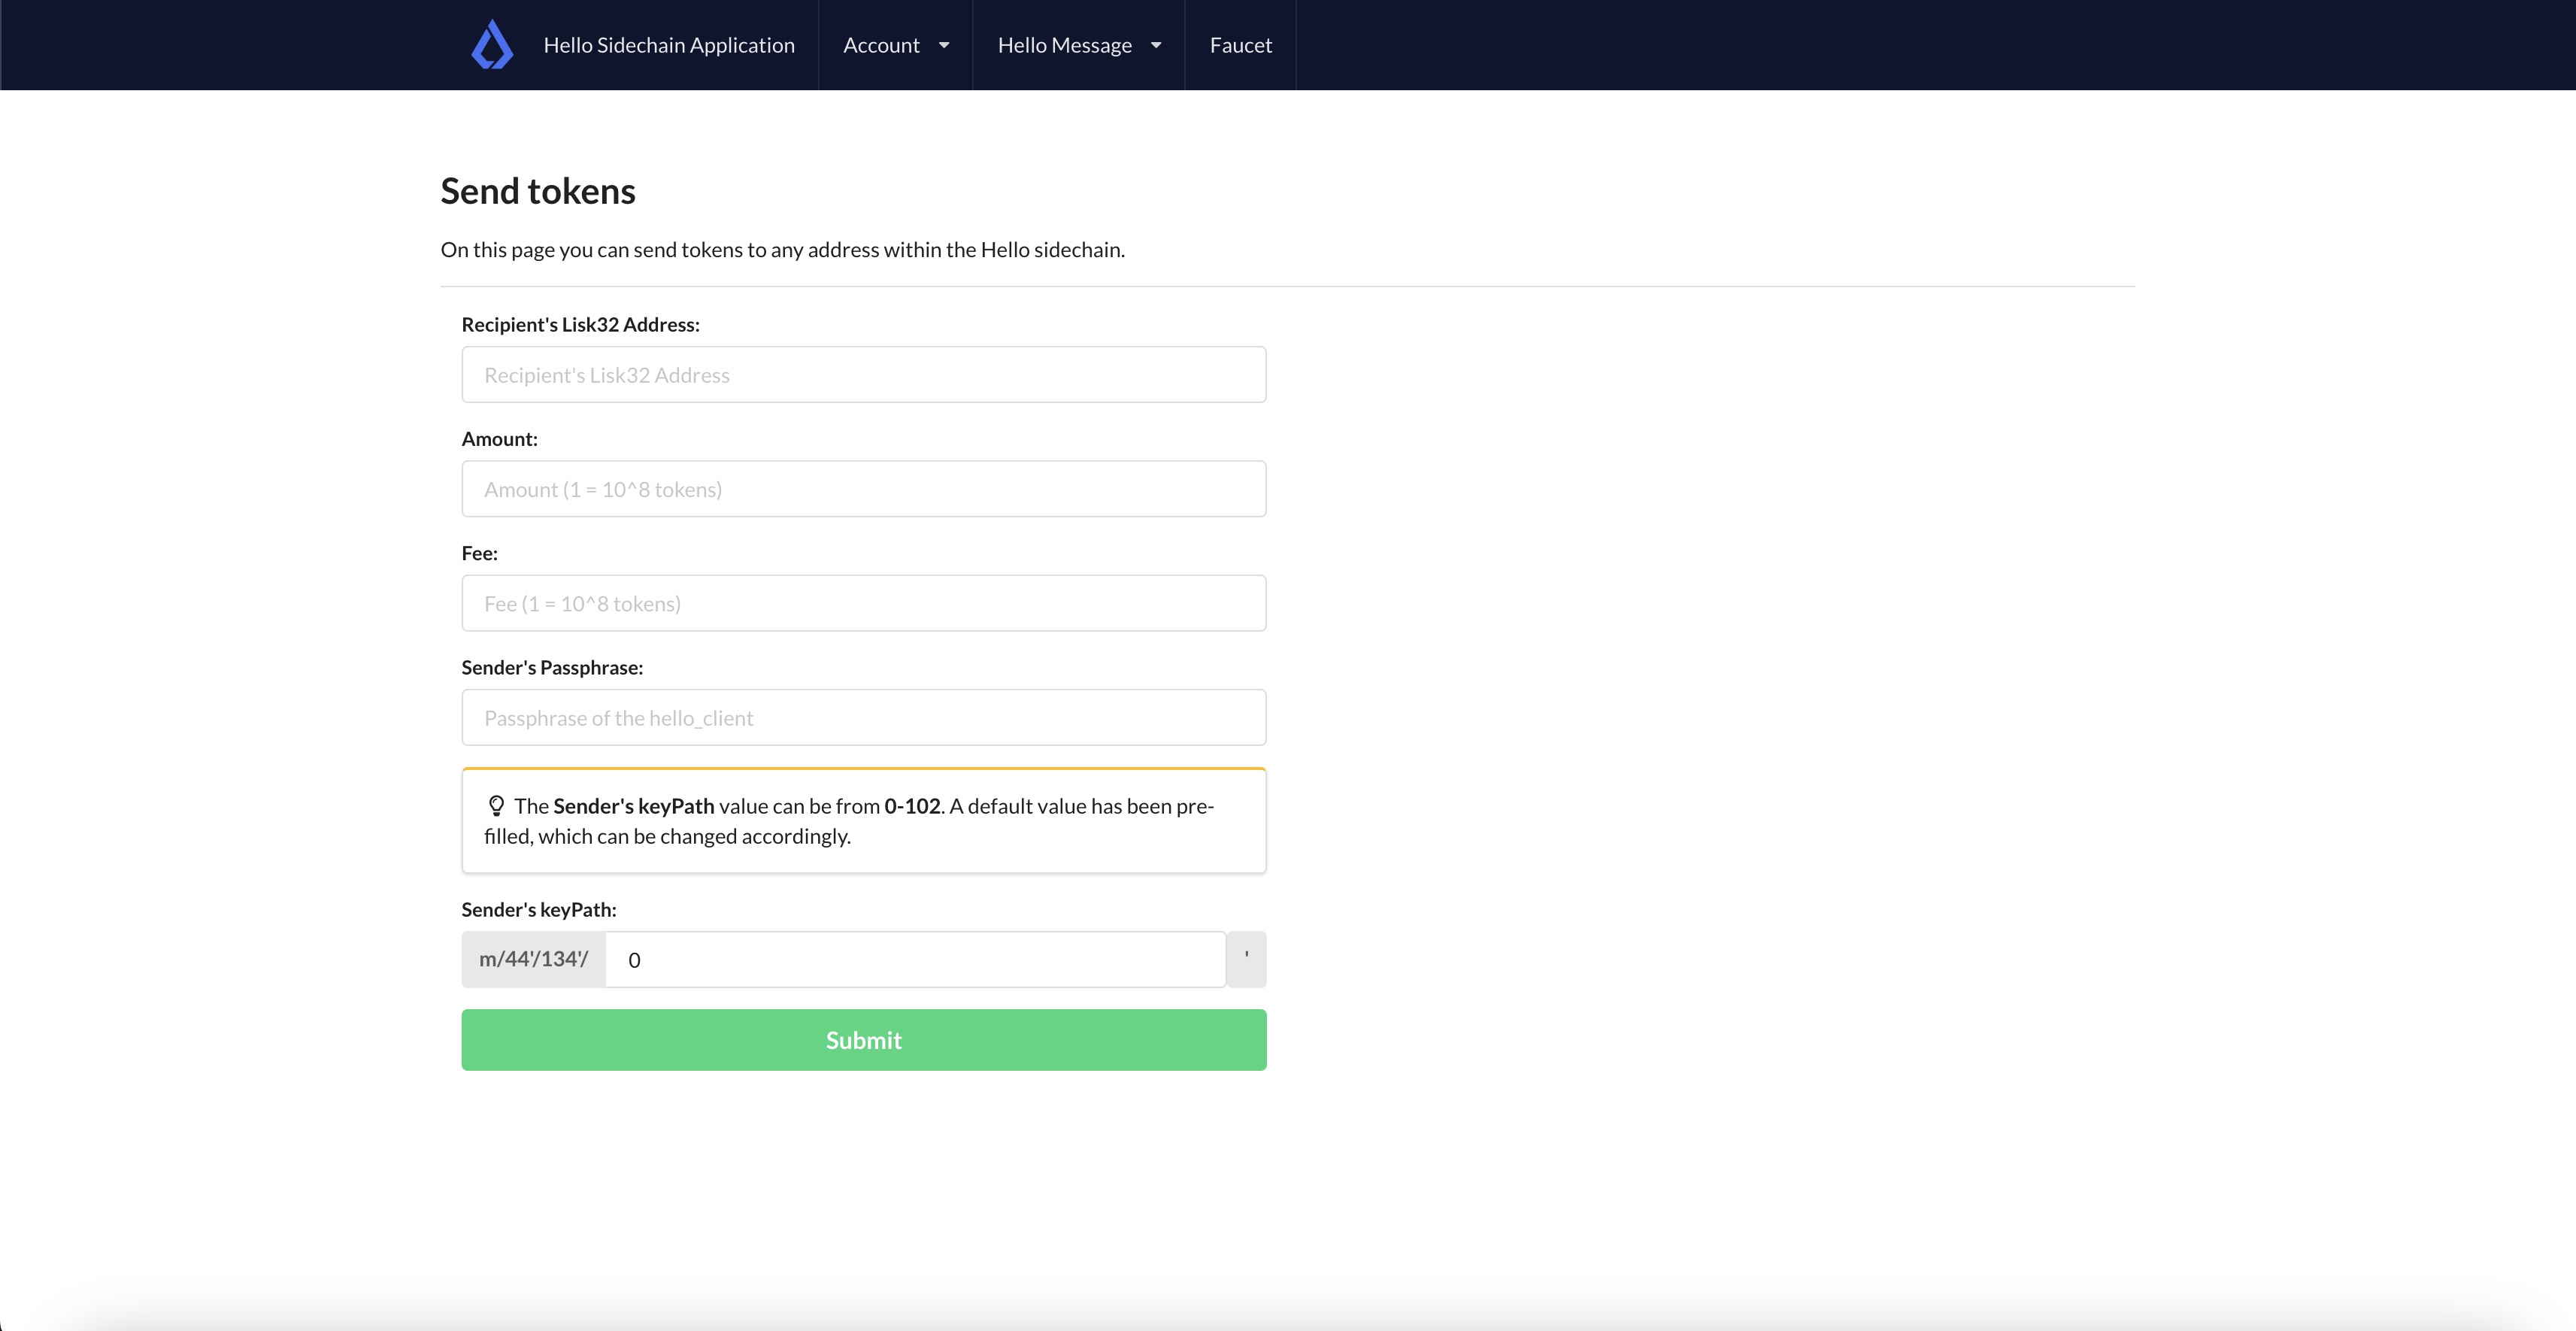 Hello Sidechain Application Account Hello Message Faucet
Send tokens
On this page you can send tokens to any address within the Hello sidechain.
Recipient's Lisk32 Address:
Recipient's Lisk32 Address
Amount:
Amount (1 = 10^8 tokens)
Fee:
Fee (1 = 10^8 tokens)
Sender's Passphrase:
Passphrase of the hello_client
The Sender's keyPath value can be from 0-102. A default value has been pre-
filled, which can be changed accordingly.
Sender's keyPath:
m/44'/134'/ 0 '
Submit